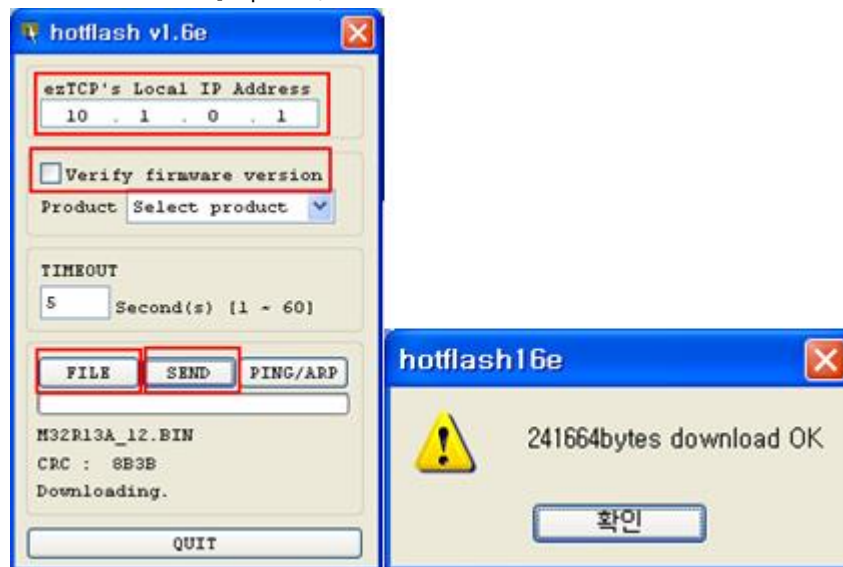 hotflash v1.6e
ezTCP's Local IP Address
10 . 1 . 0 . 1
Verify firmware version
Product Select product
TIMEOUT
5 Second(s) [1 ~ 60]
FILE SEND PING/ARP
M32R13A_12.BIN
CRC : 8B3B
Downloading.
QUIT
hotflash16e
241664bytes download OK
확인